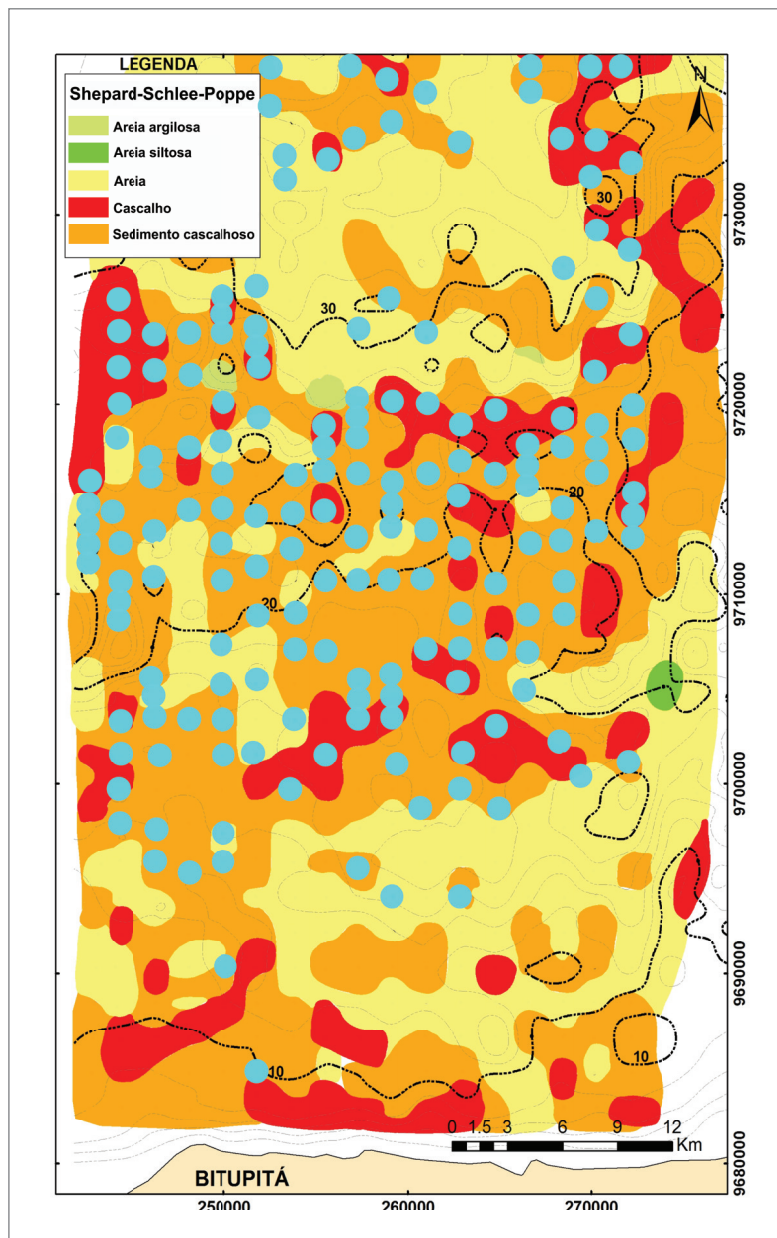 LEGENDA
Shepard-Schlee-Poppe
Areia argilosa
Areia siltosa
Areia
Cascalho
Sedimento cascalhoso
N
30
30
20
20
10
10
9730000
9720000
9710000
9700000
9690000
9680000
0 1.5 3 6 9 12
Km
BITUPITÁ
250000 260000 270000